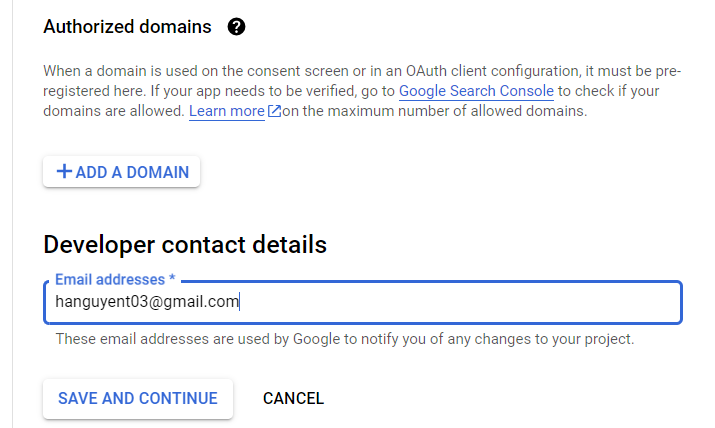 Authorized domains ?
When a domain is used on the consent screen or in an OAuth client configuration, it must be pre-
registered here. If your app needs to be verified, go to Google Search Console to check if your
domains are allowed. Learn more on the maximum number of allowed domains.
+ ADD A DOMAIN
Developer contact details
Email addresses *
hanguyent03@gmail.com
These email addresses are used by Google to notify you of any changes to your project.
SAVE AND CONTINUE CANCEL